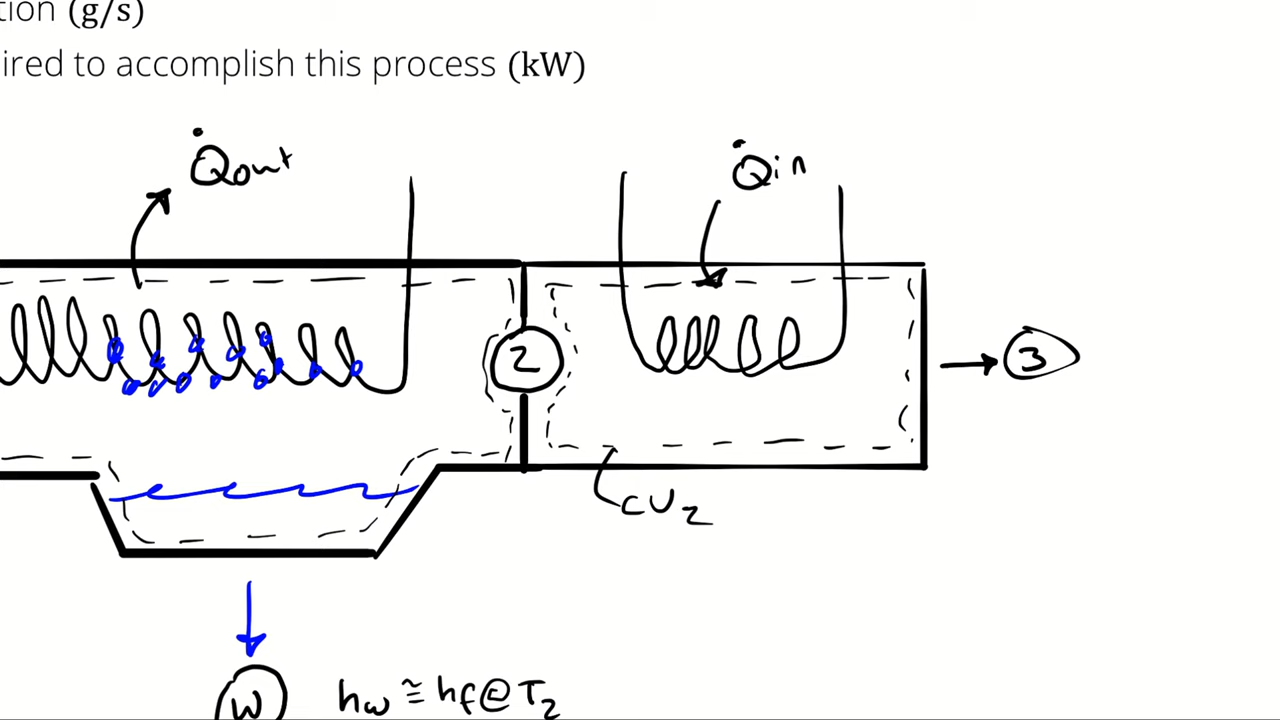 tion (g/s)
ired to accomplish this process (kW)
Q̇out
Q̇in
2
3
CV2
W
hw ≅ hf@T2